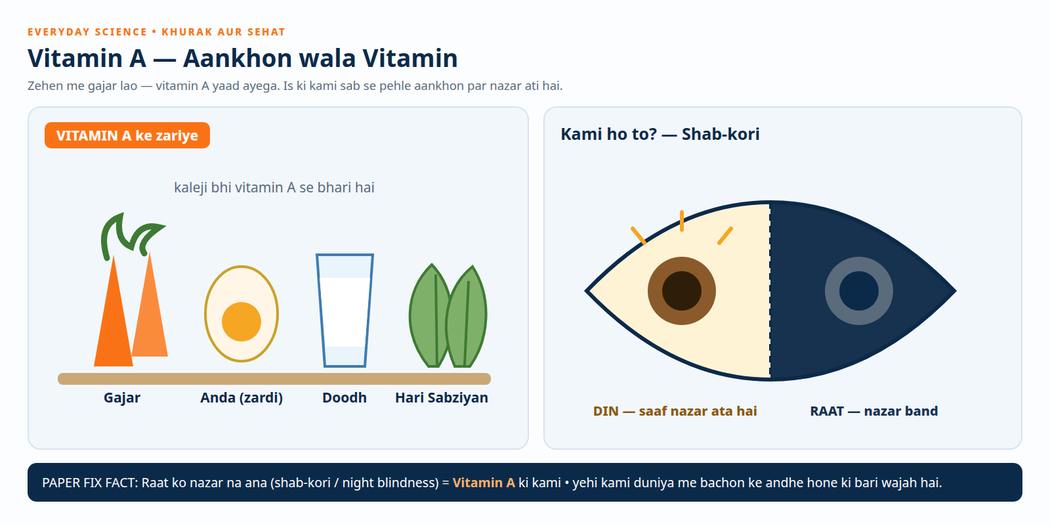 EVERYDAY SCIENCE • KHURAK AUR SEHAT
Vitamin A — Aankhon wala Vitamin
Zehen me gajar lao — vitamin A yaad ayega. Is ki kami sab se pehle aankhon par nazar ati hai.
VITAMIN A ke zariye
kaleji bhi vitamin A se bhari hai
Gajar
Anda (zardi)
Doodh
Hari Sabziyan
Kami ho to? — Shab-kori
DIN — saaf nazar ata hai
RAAT — nazar band
PAPER FIX FACT: Raat ko nazar na ana (shab-kori / night blindness) = Vitamin A ki kami • yehi kami duniya me bachon ke andhe hone ki bari wajah hai.